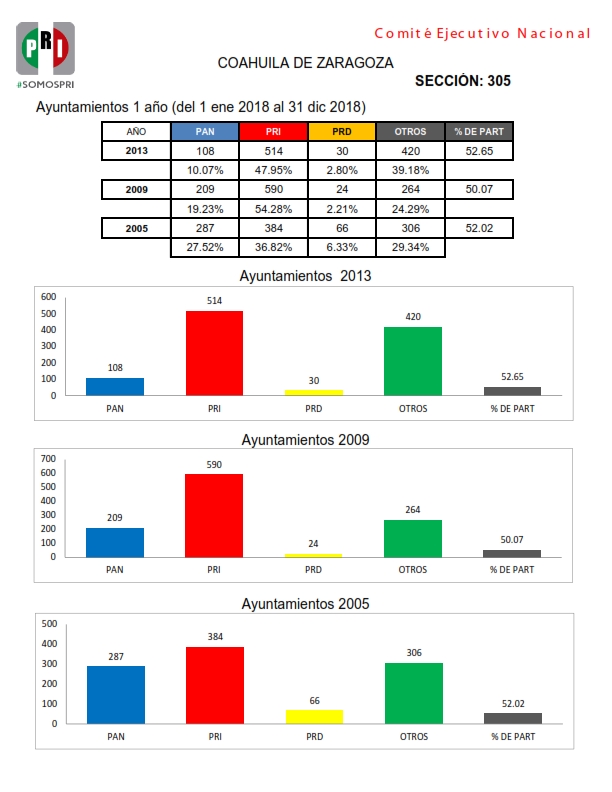 Comité Ejecutivo Nacional
PRI
#SOMOSPRI
COAHUILA DE ZARAGOZA
SECCIÓN: 305
Ayuntamientos 1 año (del 1 ene 2018 al 31 dic 2018)
AÑO PAN PRI PRD OTROS % DE PART
2013 108 514 30 420 52.65
10.07% 47.95% 2.80% 39.18%
2009 209 590 24 264 50.07
19.23% 54.28% 2.21% 24.29%
2005 287 384 66 306 52.02
27.52% 36.82% 6.33% 29.34%
Ayuntamientos 2013
600
500
400
300
200
100
0
108 514 30 420 52.65
PAN PRI PRD OTROS % DE PART
Ayuntamientos 2009
700
600
500
400
300
200
100
0
209 590 24 264 50.07
PAN PRI PRD OTROS % DE PART
Ayuntamientos 2005
500
400
300
200
100
0
287 384 66 306 52.02
PAN PRI PRD OTROS % DE PART